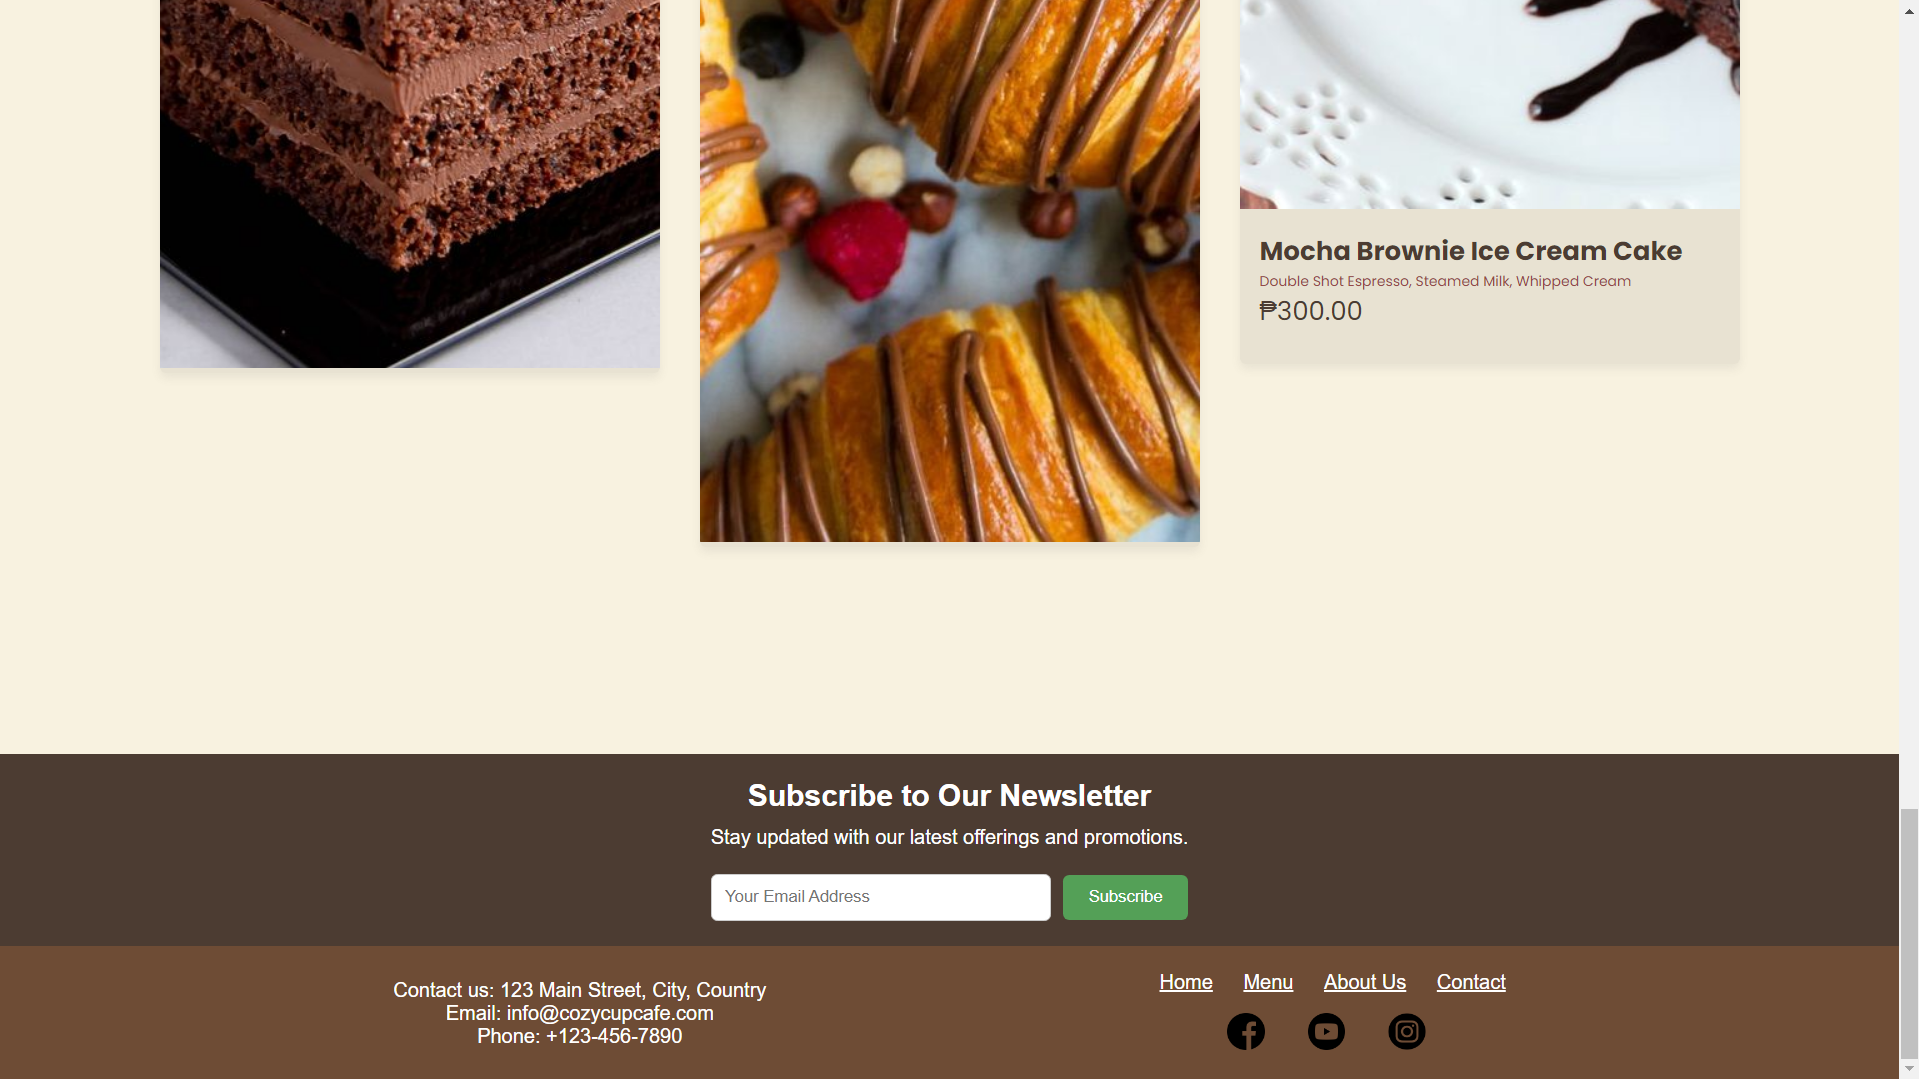 Mocha Brownie Ice Cream Cake
Double Shot Espresso, Steamed Milk, Whipped Cream
₱300.00
Subscribe to Our Newsletter
Stay updated with our latest offerings and promotions.
Your Email Address
Subscribe
Contact us: 123 Main Street, City, Country
Email: info@cozycupcafe.com
Phone: +123-456-7890
Home Menu About Us Contact